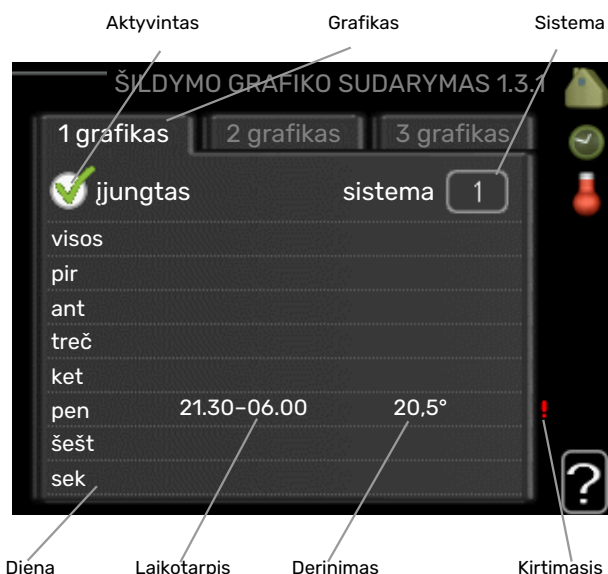 Aktyvintas Grafikas Sistema
ŠILDYMO GRAFIKO SUDARYMAS 1.3.1
1 grafikas 2 grafikas 3 grafikas
įjungtas sistema 1
visos
pir
ant
treč
ket
pen 21.30–06.00 20,5° !
šešt
sek
?
Diena Laikotarpis Derinimas Kirtimasis